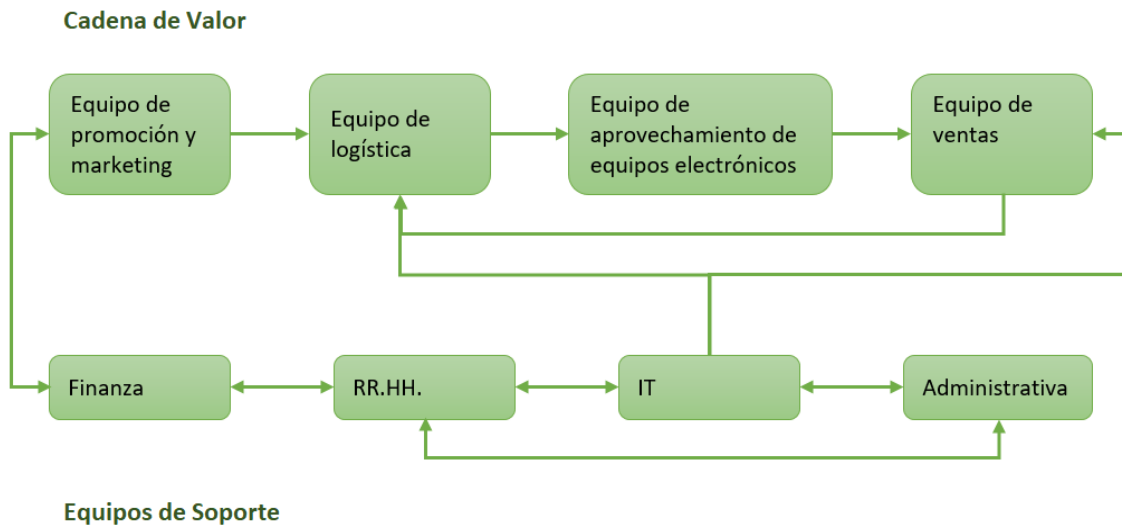 Cadena de Valor
Equipo de
promoción y
marketing
Equipo de
logística
Equipo de
aprovechamiento de
equipos electrónicos
Equipo de
ventas
Finanza
RR.HH.
IT
Administrativa
Equipos de Soporte